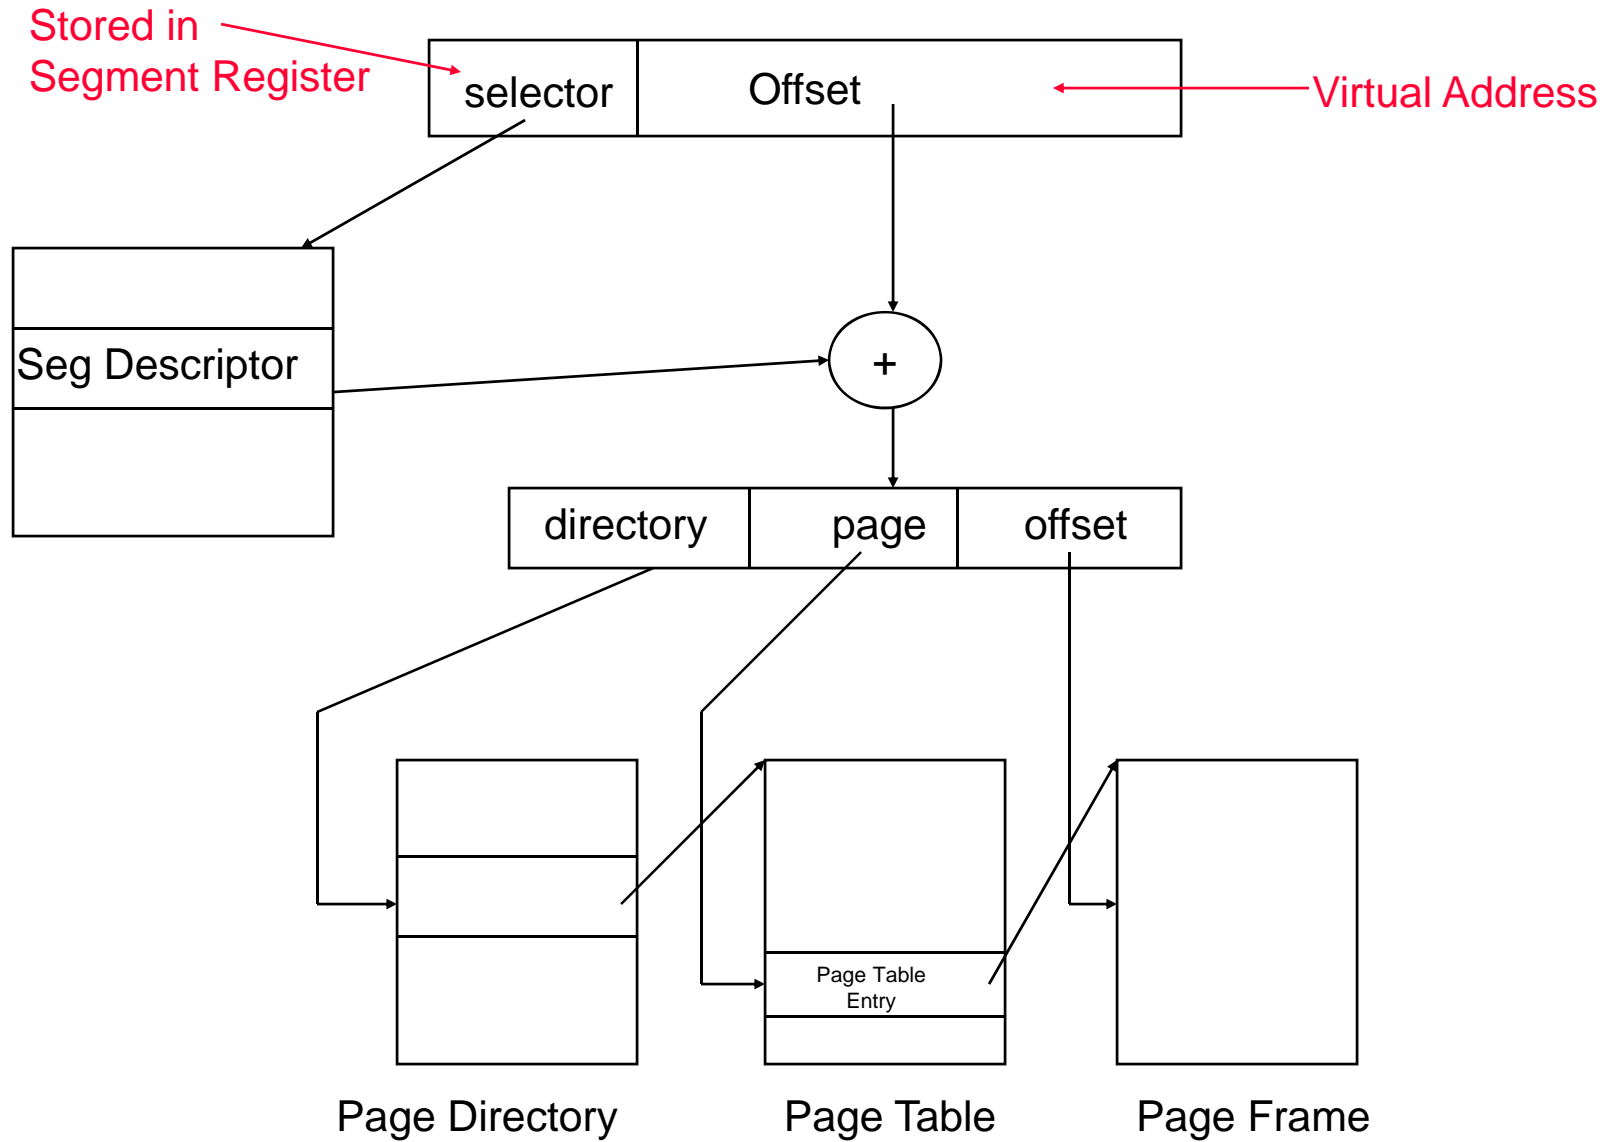 Stored in
Segment Register
selector
Offset
Virtual Address
Seg Descriptor
+
directory
page
offset
Page Table
Entry
Page Directory
Page Table
Page Frame